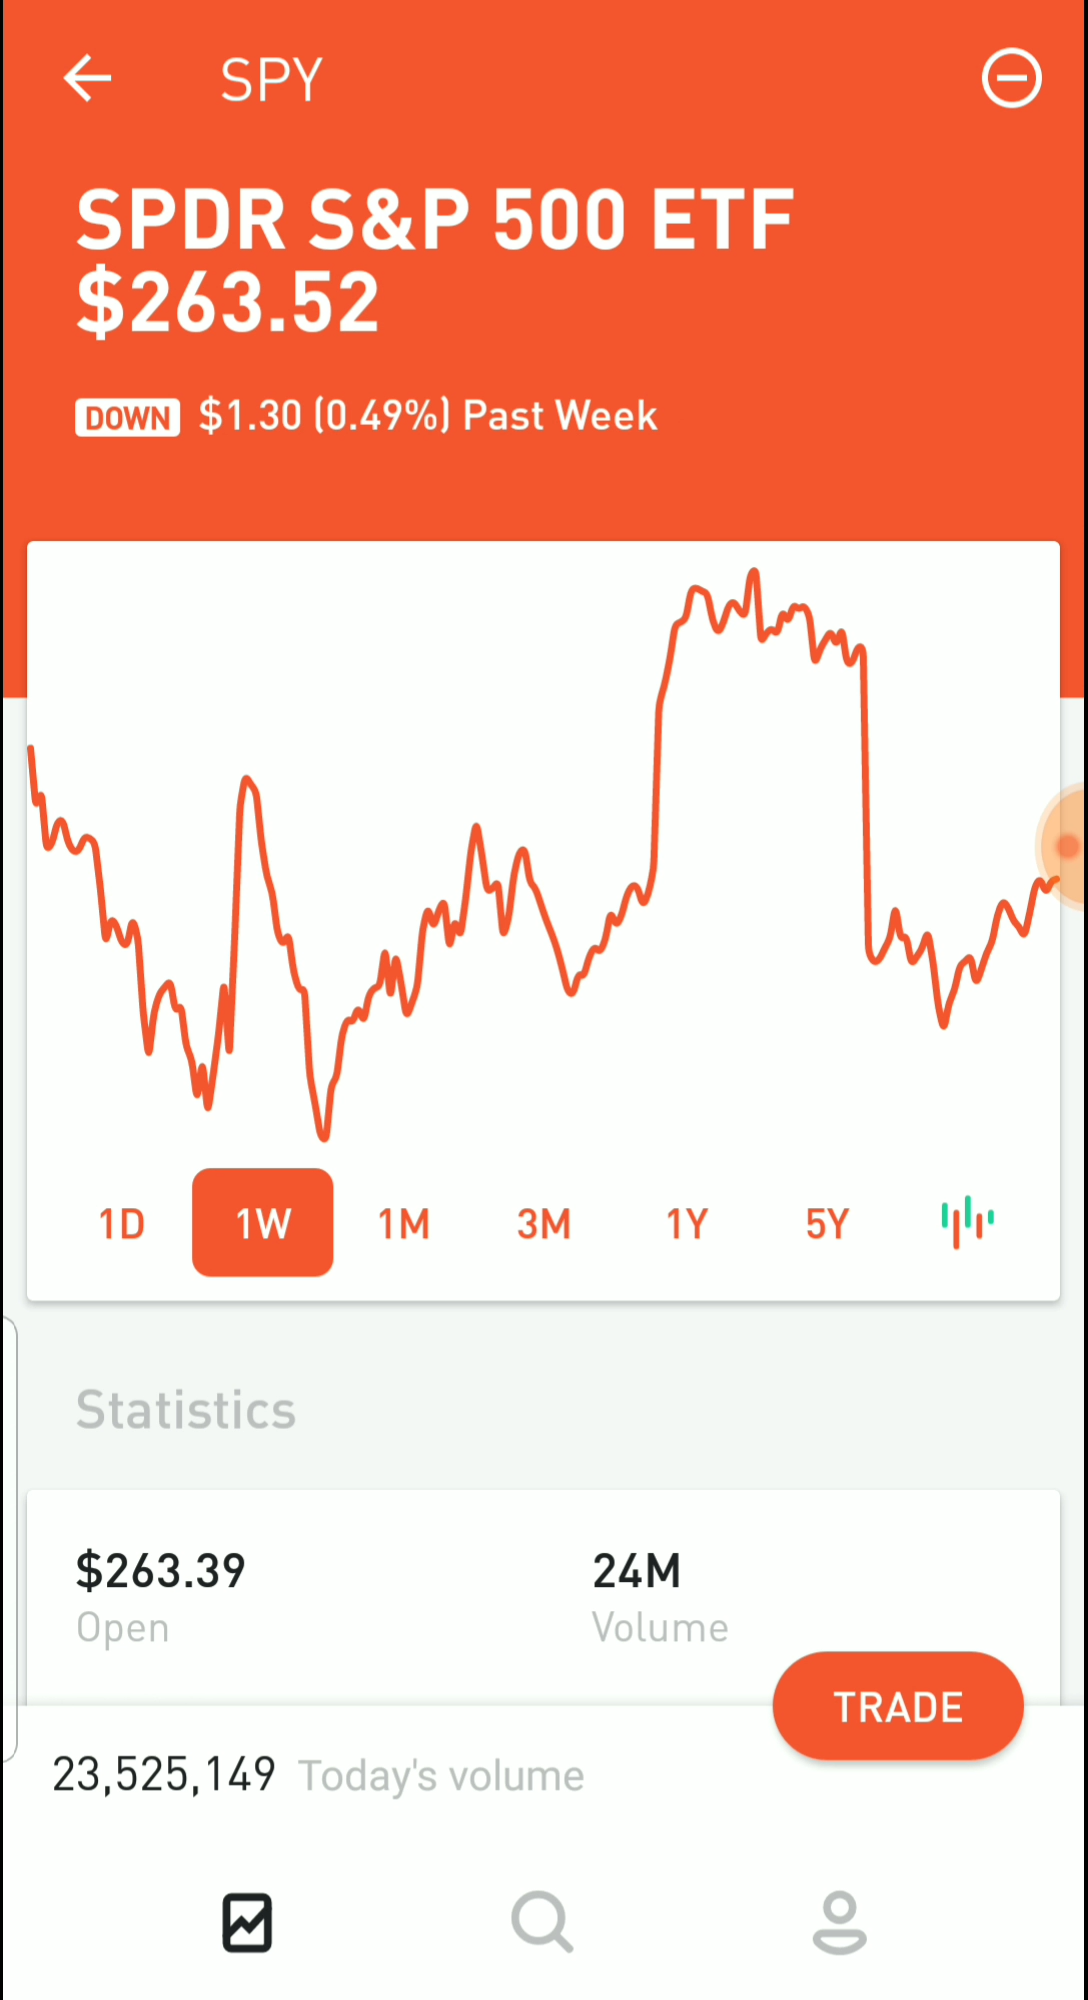 SPY
SPDR S&P 500 ETF
$263.52
DOWN $1.30 (0.49%) Past Week
1D 1W 1M 3M 1Y 5Y
Statistics
$263.39 24M
Open Volume
TRADE
23,525,149 Today's volume